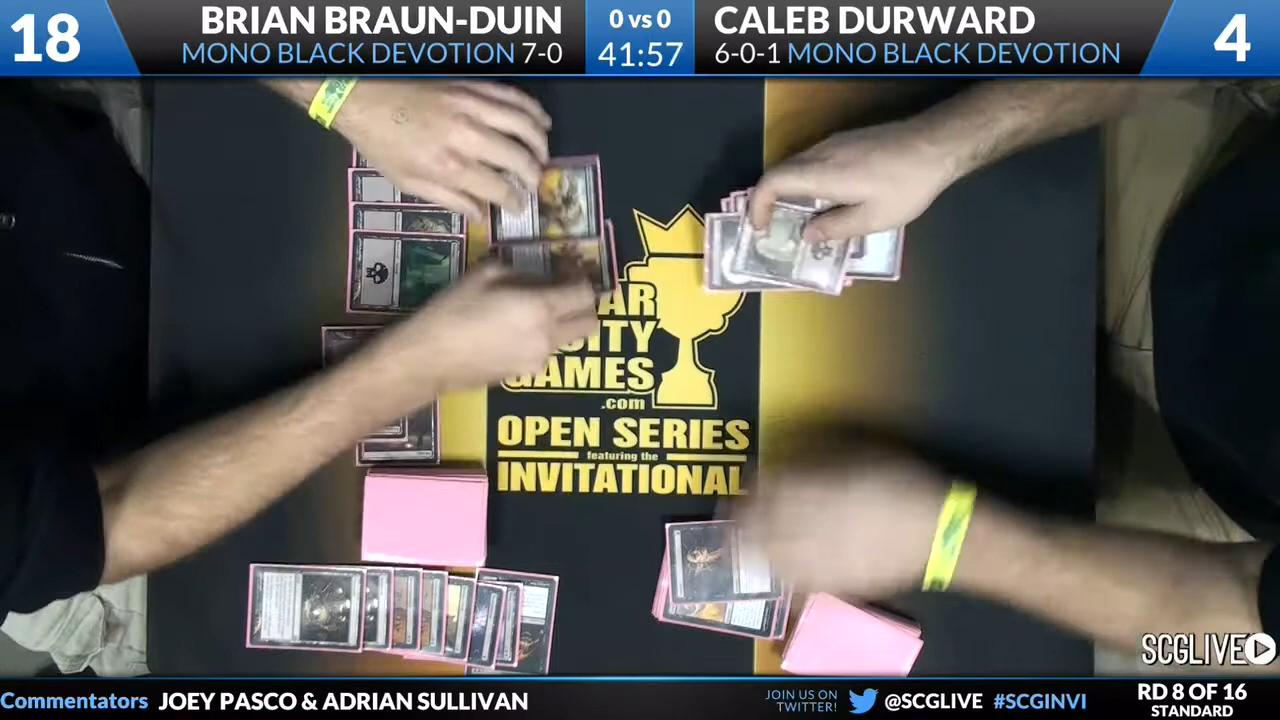 18
BRIAN BRAUN-DUIN
MONO BLACK DEVOTION 7-0
0 vs 0
41:57
CALEB DURWARD
6-0-1 MONO BLACK DEVOTION
4
GAMES
.com
OPEN SERIES
featuring the
INVITATIONAL
SCGLIVE
Commentators JOEY PASCO & ADRIAN SULLIVAN
JOIN US ON
TWITTER!
@SCGLIVE #SCGINVI
RD 8 OF 16
STANDARD